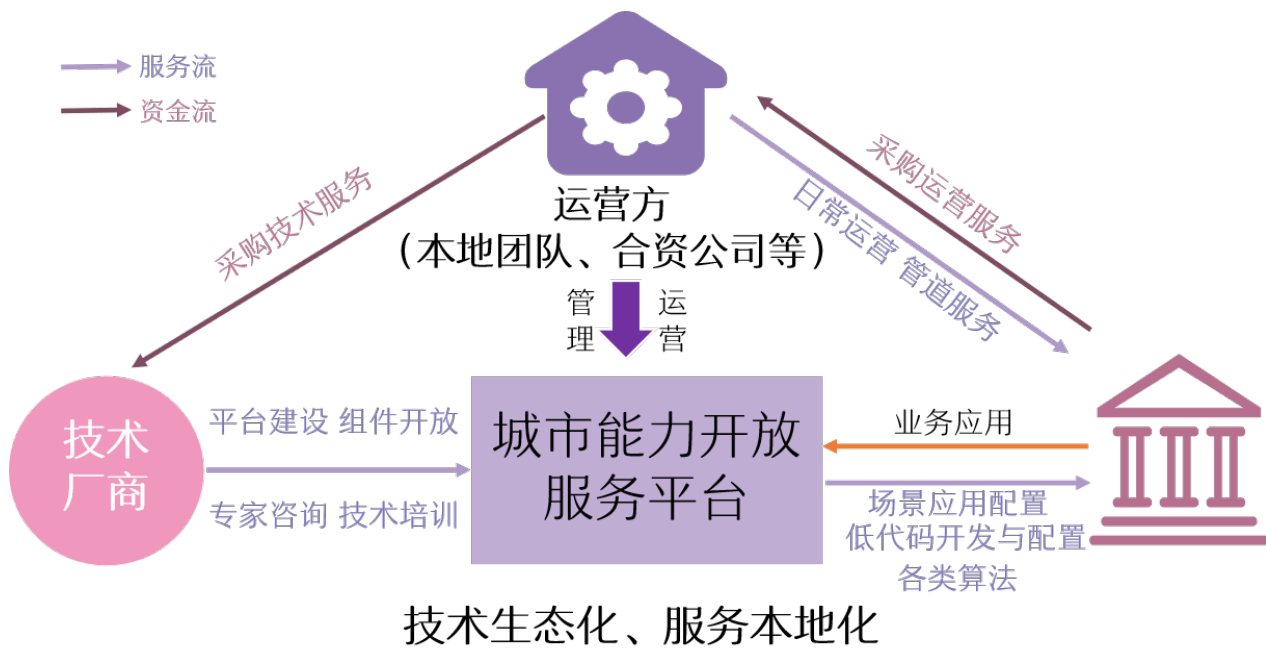 服务流
资金流
采购技术服务
采购运营服务
日常运营 管道服务
运营方
（本地团队、合资公司等）
管理
运营
技术
厂商
平台建设 组件开放
专家咨询 技术培训
城市能力开放
服务平台
业务应用
场景应用配置
低代码开发与配置
各类算法
技术生态化、服务本地化